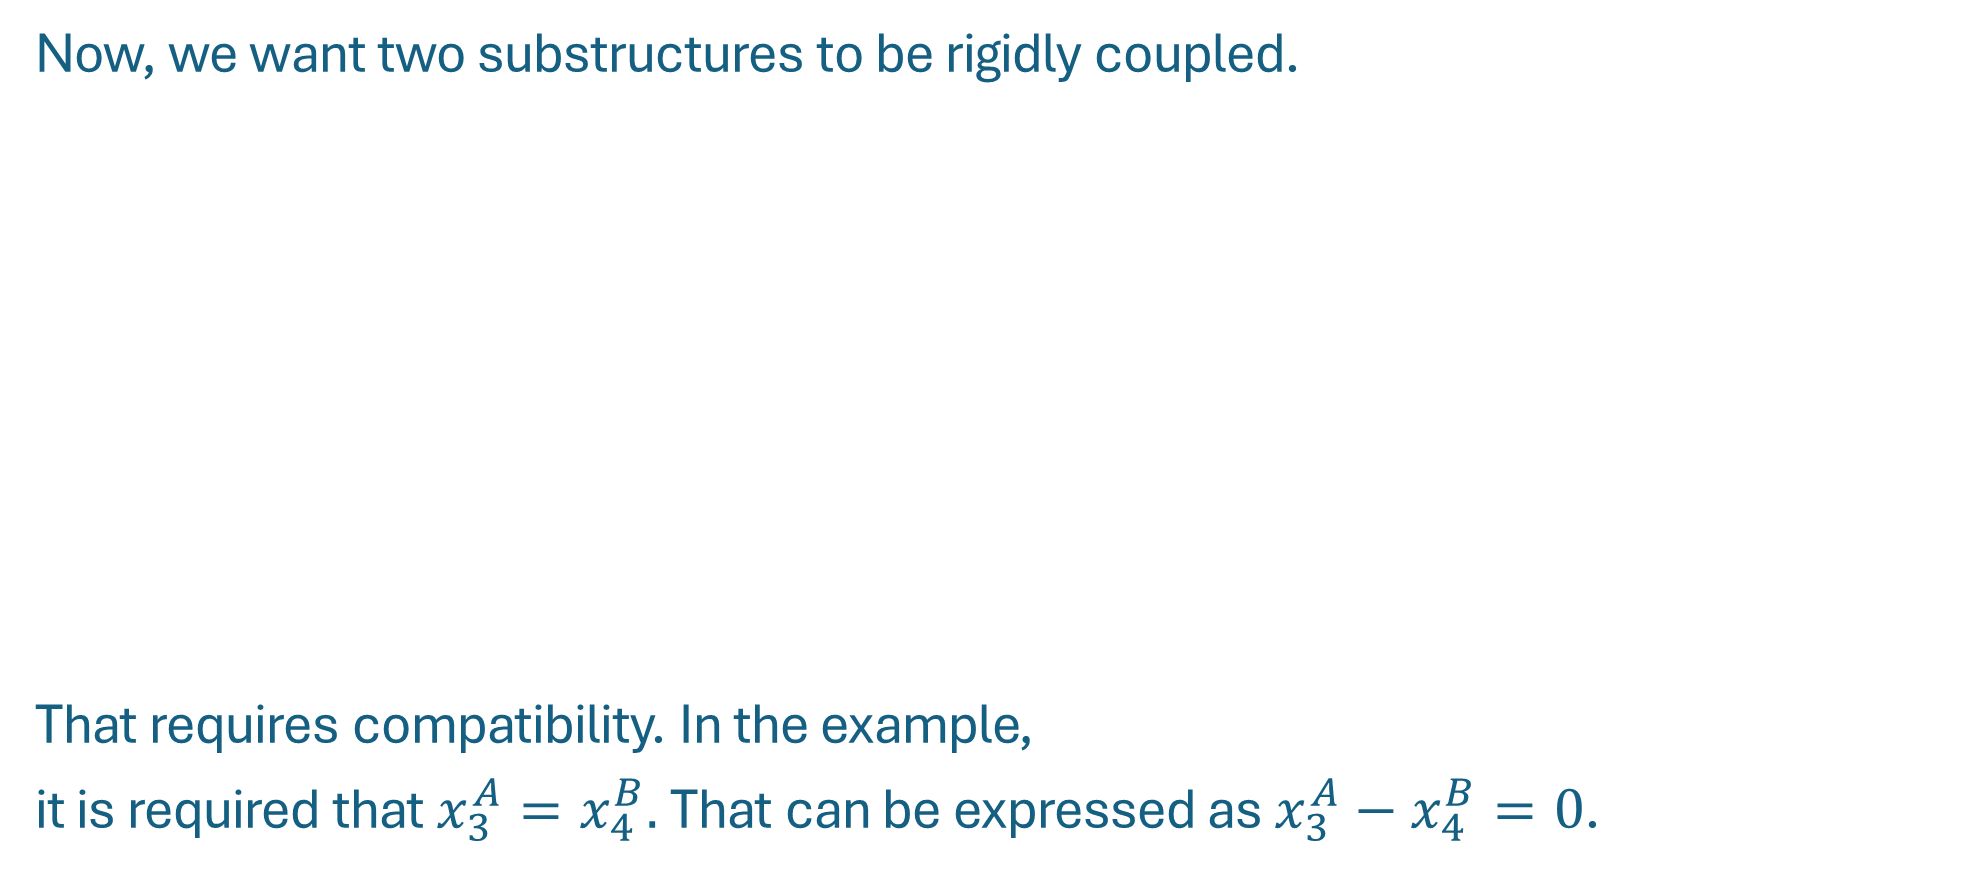 Now, we want two substructures to be rigidly coupled.
That requires compatibility. In the example,
it is required that $x_3^A = x_4^B$. That can be expressed as $x_3^A - x_4^B = 0$.